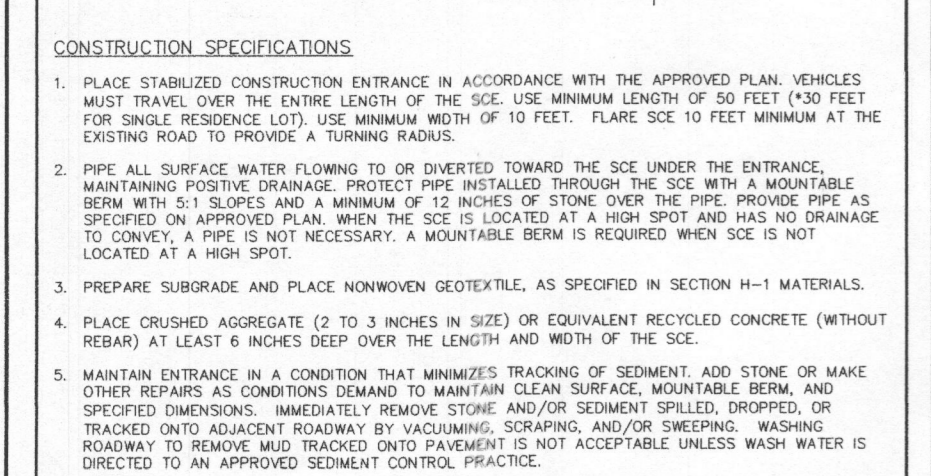 CONSTRUCTION SPECIFICATIONS
1. PLACE STABILIZED CONSTRUCTION ENTRANCE IN ACCORDANCE WITH THE APPROVED PLAN. VEHICLES
MUST TRAVEL OVER THE ENTIRE LENGTH OF THE SCE. USE MINIMUM LENGTH OF 50 FEET (*30 FEET
FOR SINGLE RESIDENCE LOT). USE MINIMUM WIDTH OF 10 FEET. FLARE SCE 10 FEET MINIMUM AT THE
EXISTING ROAD TO PROVIDE A TURNING RADIUS.
2. PIPE ALL SURFACE WATER FLOWING TO OR DIVERTED TOWARD THE SCE UNDER THE ENTRANCE,
MAINTAINING POSITIVE DRAINAGE. PROTECT PIPE INSTALLED THROUGH THE SCE WITH A MOUNTABLE
BERM WITH 5:1 SLOPES AND A MINIMUM OF 12 INCHES OF STONE OVER THE PIPE. PROVIDE PIPE AS
SPECIFIED ON APPROVED PLAN. WHEN THE SCE IS LOCATED AT A HIGH SPOT AND HAS NO DRAINAGE
TO CONVEY, A PIPE IS NOT NECESSARY. A MOUNTABLE BERM IS REQUIRED WHEN SCE IS NOT
LOCATED AT A HIGH SPOT.
3. PREPARE SUBGRADE AND PLACE NONWOVEN GEOTEXTILE, AS SPECIFIED IN SECTION H-1 MATERIALS.
4. PLACE CRUSHED AGGREGATE (2 TO 3 INCHES IN SIZE) OR EQUIVALENT RECYCLED CONCRETE (WITHOUT
REBAR) AT LEAST 6 INCHES DEEP OVER THE LENGTH AND WIDTH OF THE SCE.
5. MAINTAIN ENTRANCE IN A CONDITION THAT MINIMIZES TRACKING OF SEDIMENT. ADD STONE OR MAKE
OTHER REPAIRS AS CONDITIONS DEMAND TO MAINTAIN CLEAN SURFACE, MOUNTABLE BERM, AND
SPECIFIED DIMENSIONS. IMMEDIATELY REMOVE STONE AND/OR SEDIMENT SPILLED, DROPPED, OR
TRACKED ONTO ADJACENT ROADWAY BY VACUUMING, SCRAPING, AND/OR SWEEPING. WASHING
ROADWAY TO REMOVE MUD TRACKED ONTO PAVEMENT IS NOT ACCEPTABLE UNLESS WASH WATER IS
DIRECTED TO AN APPROVED SEDIMENT CONTROL PRACTICE.